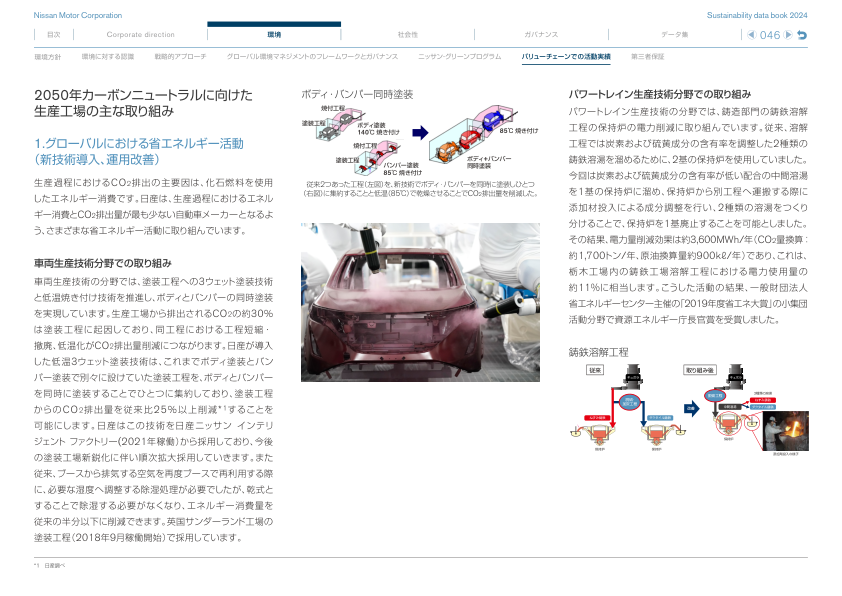 Nissan Motor Corporation
Sustainability data book 2024
目次
Corporate direction
環境
社会性
ガバナンス
データ集
046
環境方針
環境に対する認識
戦略的アプローチ
グローバル環境マネジメントのフレームワークとガバナンス
ニッサン・グリーンプログラム
バリューチェーンでの活動実績
第三者保証
2050年カーボンニュートラルに向けた
生産工場の主な取り組み
1.グローバルにおける省エネルギー活動
（新技術導入、運用改善）
生産過程におけるCO2排出の主要因は、化石燃料を使用
したエネルギー消費です。日産は、生産過程におけるエネル
ギー消費とCO2排出量が最も少ない自動車メーカーとなるよ
う、さまざまな省エネルギー活動に取り組んでいます。
車両生産技術分野での取り組み
車両生産技術の分野では、塗装工程への3ウェット塗装技術
と低温焼き付け技術を推進し、ボディとバンパーの同時塗装
を実現しています。生産工場から排出されるCO2の約30%
は塗装工程に起因しており、同工程における工程短縮・
撤廃、低温化がCO2排出量削減につながります。日産が導入
した低温3ウェット塗装技術は、これまでボディ塗装とバン
パー塗装で別々に設けていた塗装工程を、ボディとバンパー
を同時に塗装することでひとつに集約しており、塗装工程
からのCO2排出量を従来比25%以上削減*1することを
可能にします。日産はこの技術を日産ニッサン インテリ
ジェント ファクトリー(2021年稼働)から採用しており、今後
の塗装工場新鋭化に伴い順次拡大採用していきます。また
従来、ブースから排気する空気を再度ブースで再利用する際
に、必要な湿度へ調整する除湿処理が必要でしたが、乾式と
することで除湿する必要がなくなり、エネルギー消費量を
従来の半分以下に削減できます。英国サンダーランド工場の
塗装工程（2018年9月稼働開始）で採用しています。
ボディ・バンパー同時塗装
焼付工程
塗装工程
ボディ塗装
140℃ 焼き付け
焼付工程
塗装工程
バンパー塗装
85℃ 焼き付け
85℃ 焼き付け
ボディ+バンパー
同時塗装
従来2つあった工程（左図）を、新技術でボディ・バンパーを同時に塗装しひとつ
（右図）に集約することと低温（85℃）で乾燥させることでCO2排出量を削減した。
パワートレイン生産技術分野での取り組み
パワートレイン生産技術の分野では、鋳造部門の鋳鉄溶解
工程の保持炉の電力削減に取り組んでいます。従来、溶解
工程では炭素および硫黄成分の含有率を調整した2種類の
鋳鉄溶湯を溜めるために、2基の保持炉を使用していました。
今回は炭素および硫黄成分の含有率が低い配合の中間溶湯
を1基の保持炉に溜め、保持炉から別工程へ運搬する際に
添加材投入による成分調整を行い、2種類の溶湯をつくり
分けることで、保持炉を1基廃止することを可能としました。
その結果、電力量削減効果は約3,600MWh/年（CO2量換算：
約1,700トン/年、原油換算量約900kℓ/年）であり、これは、
栃木工場内の鋳鉄工場溶解工程における電力使用量の
約11%に相当します。こうした活動の結果、一般財団法人
省エネルギーセンター主催の「2019年度省エネ大賞」の小集団
活動分野で資源エネルギー庁長官賞を受賞しました。
鋳鉄溶解工程
従来
取り組み後
改善
保持炉
保持炉
保持炉
*1 日産調べ